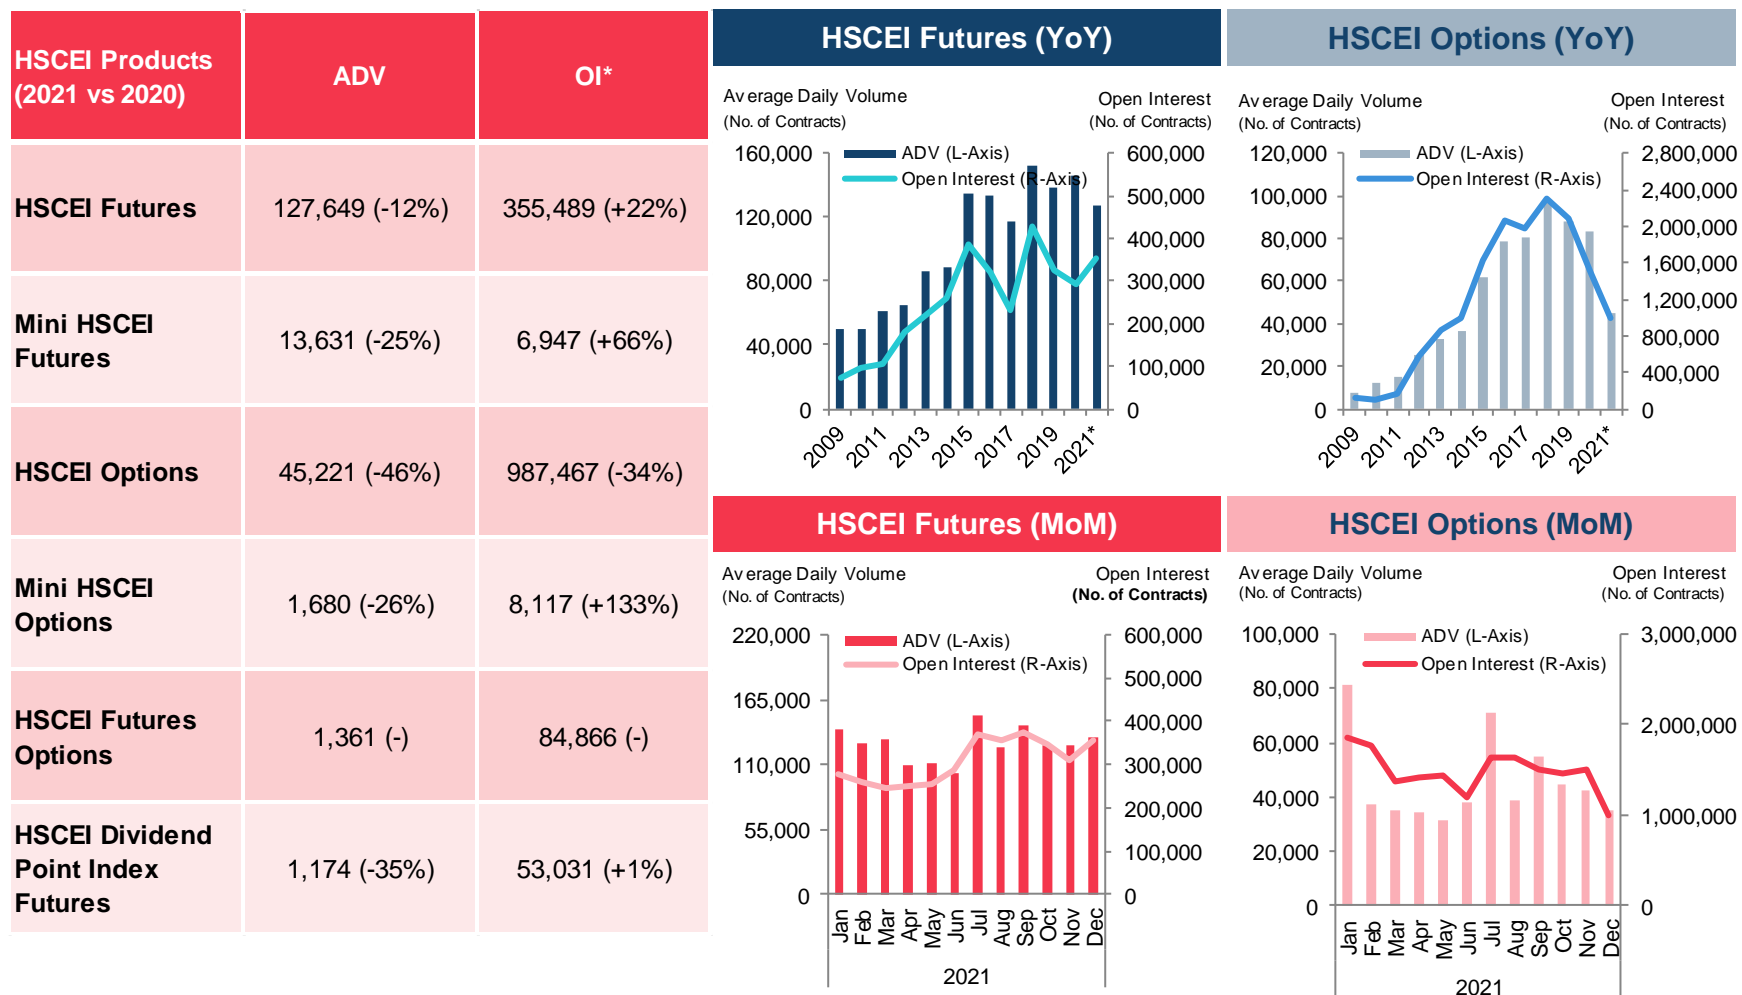 HSCEI Products
(2021 vs 2020)
ADV
OI*
HSCEI Futures
127,649 (-12%)
355,489 (+22%)
Mini HSCEI
Futures
13,631 (-25%)
6,947 (+66%)
HSCEI Options
45,221 (-46%)
987,467 (-34%)
Mini HSCEI
Options
1,680 (-26%)
8,117 (+133%)
HSCEI Futures
Options
1,361 (-)
84,866 (-)
HSCEI Dividend
Point Index
Futures
1,174 (-35%)
53,031 (+1%)
HSCEI Futures (YoY)
Average Daily Volume
(No. of Contracts)
Open Interest
(No. of Contracts)
ADV (L-Axis)
Open Interest (R-Axis)
160,000
120,000
80,000
40,000
0
600,000
500,000
400,000
300,000
200,000
100,000
0
2009
2011
2013
2015
2017
2019
2021*
HSCEI Options (YoY)
Average Daily Volume
(No. of Contracts)
Open Interest
(No. of Contracts)
ADV (L-Axis)
Open Interest (R-Axis)
120,000
100,000
80,000
60,000
40,000
20,000
0
2,800,000
2,400,000
2,000,000
1,600,000
1,200,000
800,000
400,000
0
2009
2011
2013
2015
2017
2019
2021*
HSCEI Futures (MoM)
Average Daily Volume
(No. of Contracts)
Open Interest
(No. of Contracts)
ADV (L-Axis)
Open Interest (R-Axis)
220,000
165,000
110,000
55,000
0
600,000
500,000
400,000
300,000
200,000
100,000
0
Jan
Feb
Mar
Apr
May
Jun
Jul
Aug
Sep
Oct
Nov
Dec
2021
HSCEI Options (MoM)
Average Daily Volume
(No. of Contracts)
Open Interest
(No. of Contracts)
ADV (L-Axis)
Open Interest (R-Axis)
100,000
80,000
60,000
40,000
20,000
0
3,000,000
2,000,000
1,000,000
0
Jan
Feb
Mar
Apr
May
Jun
Jul
Aug
Sep
Oct
Nov
Dec
2021